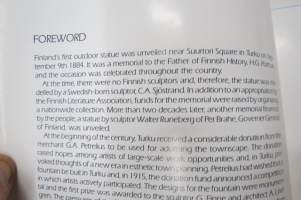 FOREWORD
Finland's first outdoor statue was unveiled near Suurtori Square in Turku on
tember 9th 1884. It was a memorial to the Father of Finnish History, H.G. Porthan
and the occasion was celebrated throughout the country.
At the time, there were no Finnish sculptors and, therefore, the statue was
delled by a Swedish-born sculptor, C.A. Sjöstrand. In addition to an appropriation
the Finnish Literature Association, funds for the memorial were raised by organising
a nationwide collection. More than two decades later, another memorial financed
by the people, a statue by sculptor Walter Runeberg of Per Brahe, Governor General
of Finland, was unveiled.
At the beginning of the century, Turku received a considerable donation from the
merchant G.A. Petrelius to be used for adorning the townscape. The donation
raised hopes among artists of large-scale work opportunities and, in Turku,
voked thoughts of a new era in esthetic town planning. Petrelius had wished that a
fountain be built in Turku and, in 1915, the donation fund announced a competition
in which artists actively participated. The designs for the fountain were monumen
tal and the first prize was awarded to the sculptor G. Finne and architect A.